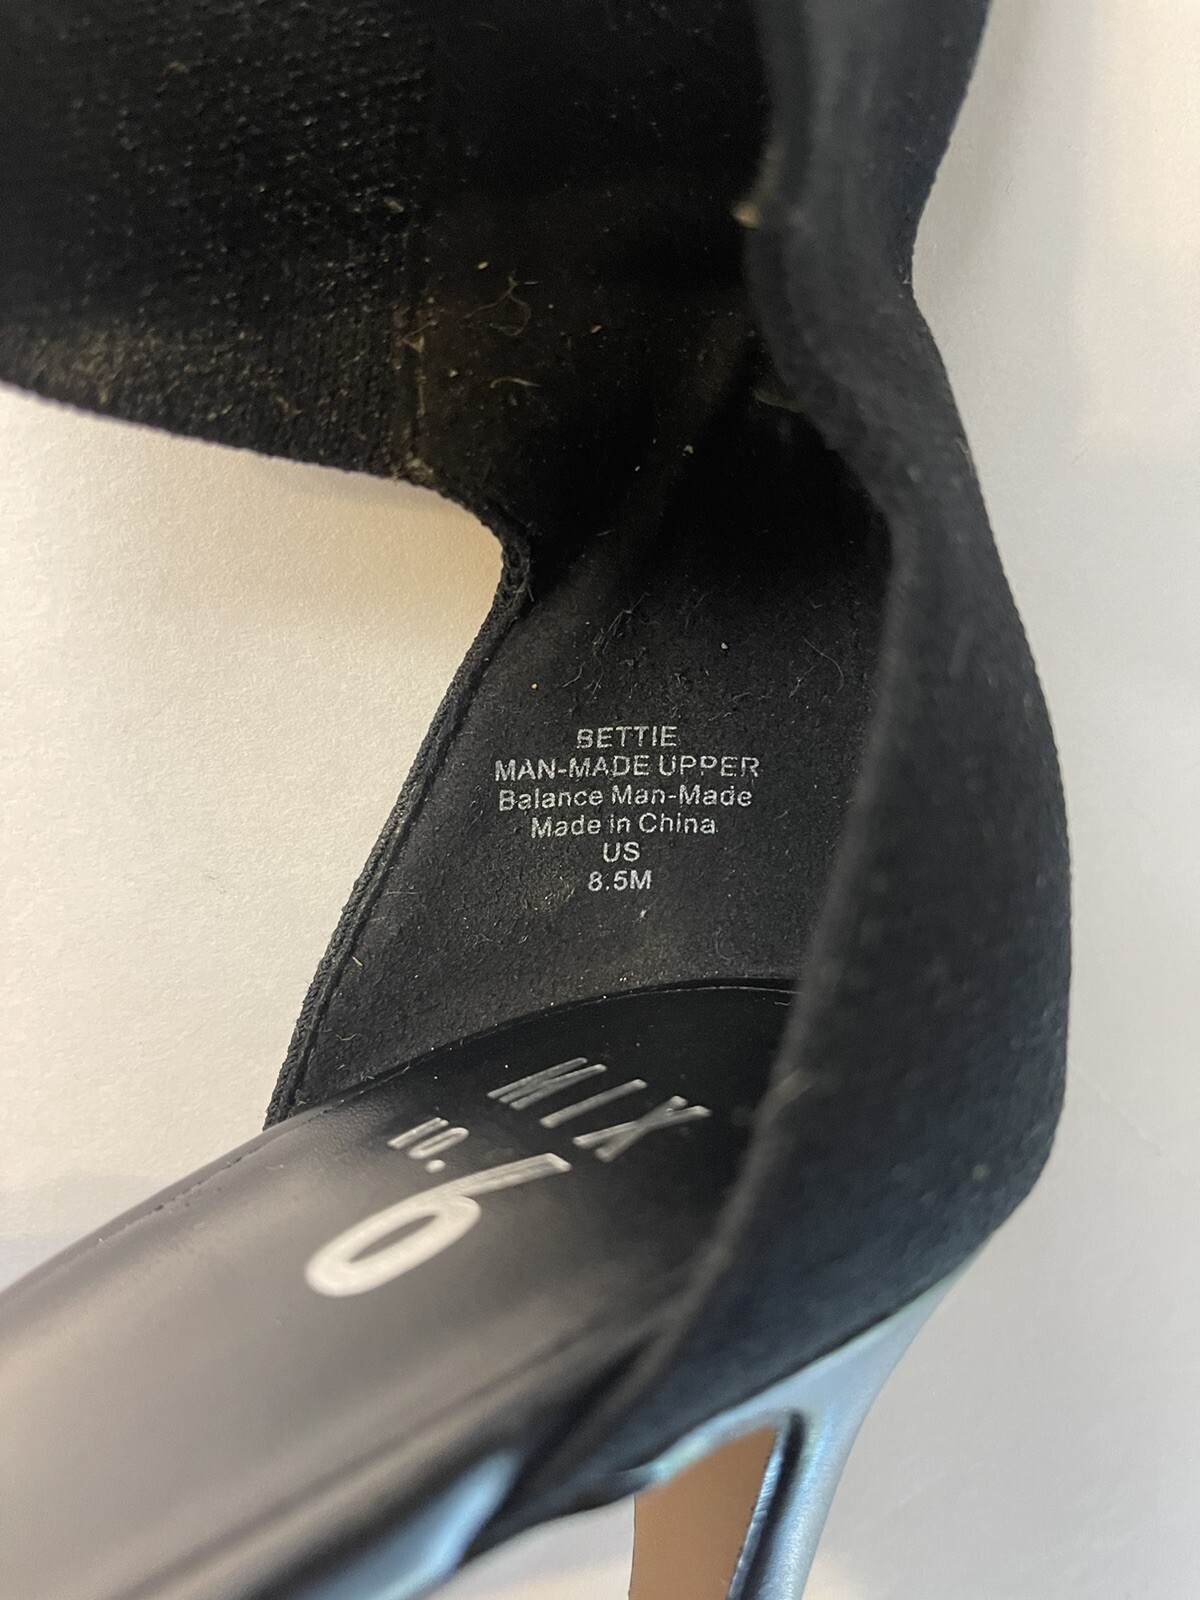 BETTIE
MAN-MADE UPPER
Balance Man-Made
Made in China
US
8.5M
MIX
NO.
6